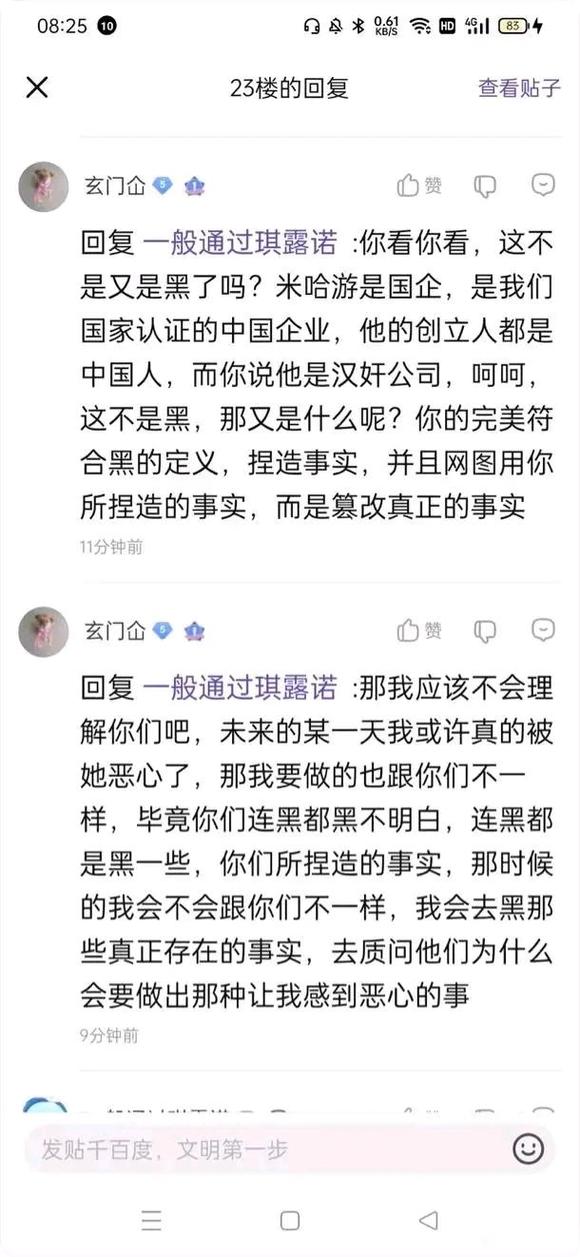 08:25 10 0.61 KB/S HD 4G 83
23楼的回复
查看贴子
玄门佥 5 1
赞
回复 一般通过琪露诺 :你看你看，这不
是又是黑了吗？米哈游是国企，是我们
国家认证的中国企业，他的创立人都是
中国人，而你说他是汉奸公司，呵呵，
这不是黑，那又是什么呢？你的完美符
合黑的定义，捏造事实，并且网图用你
所捏造的事实，而是篡改真正的事实
11分钟前
玄门佥 5 1
赞
回复 一般通过琪露诺 :那我应该不会理
解你们吧，未来的某一天我或许真的被
她恶心了，那我要做的也跟你们不一
样，毕竟你们连黑都黑不明白，连黑都
是黑一些，你们所捏造的事实，那时候
的我会不会跟你们不一样，我会去黑那
些真正存在的事实，去质问他们为什么
会要做出那种让我感到恶心的事
9分钟前
发贴千百度，文明第一步